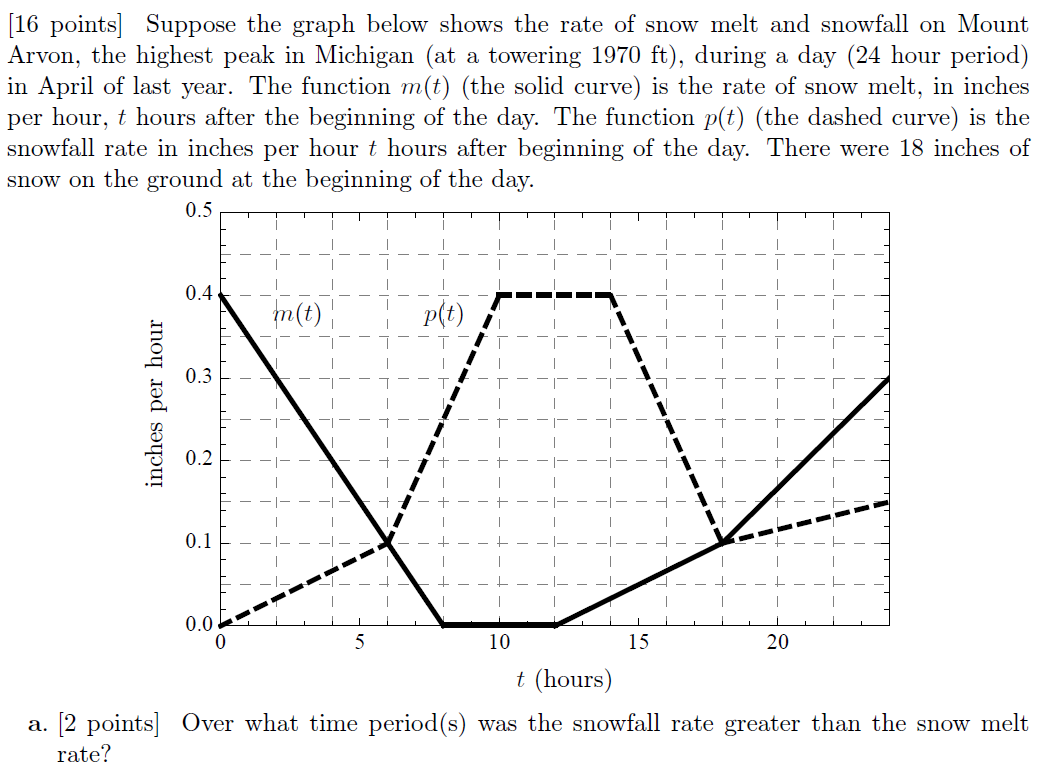 [16 points] Suppose the graph below shows the rate of snow melt and snowfall on Mount
Arvon, the highest peak in Michigan (at a towering 1970 ft), during a day (24 hour period)
in April of last year. The function m(t) (the solid curve) is the rate of snow melt, in inches
per hour, t hours after the beginning of the day. The function p(t) (the dashed curve) is the
snowfall rate in inches per hour t hours after beginning of the day. There were 18 inches of
snow on the ground at the beginning of the day.
0.5
0.4
m(t)
p(t)
0.3
inches per hour
0.2
0.1
0.0
0 5 10 15 20
t (hours)
a. [2 points] Over what time period(s) was the snowfall rate greater than the snow melt
rate?